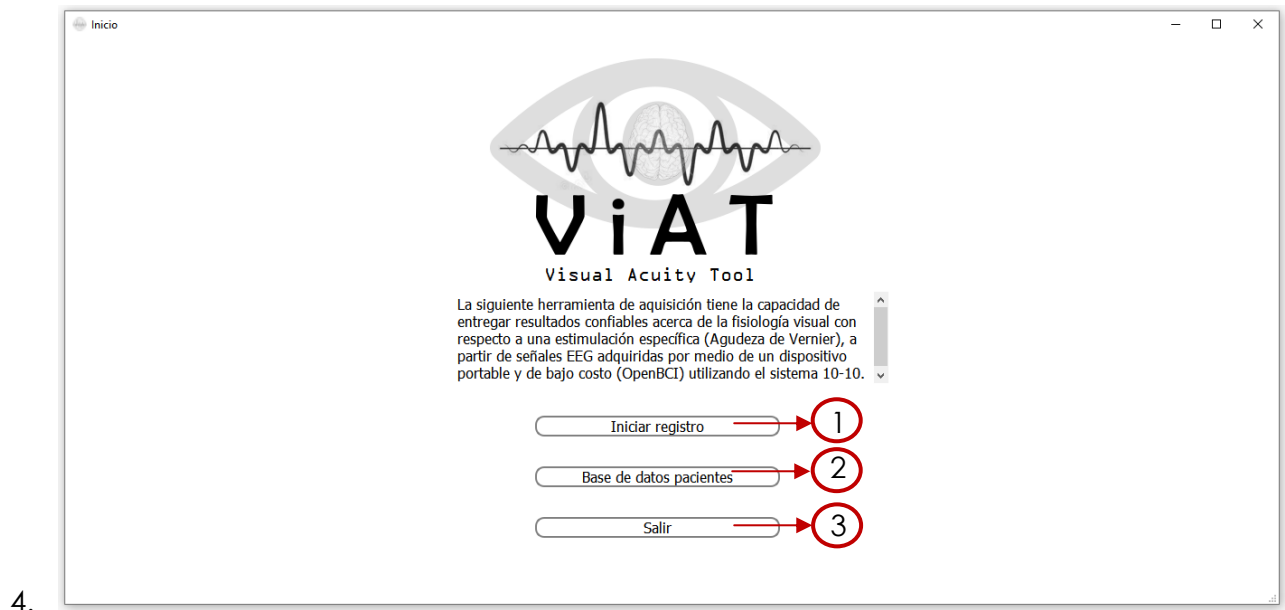 Inicio
ViAT
Visual Acuity Tool
La siguiente herramienta de aquisición tiene la capacidad de
entregar resultados confiables acerca de la fisiología visual con
respecto a una estimulación específica (Agudeza de Vernier), a
partir de señales EEG adquiridas por medio de un dispositivo
portable y de bajo costo (OpenBCI) utilizando el sistema 10-10.
Iniciar registro 1
Base de datos pacientes 2
Salir 3
4.